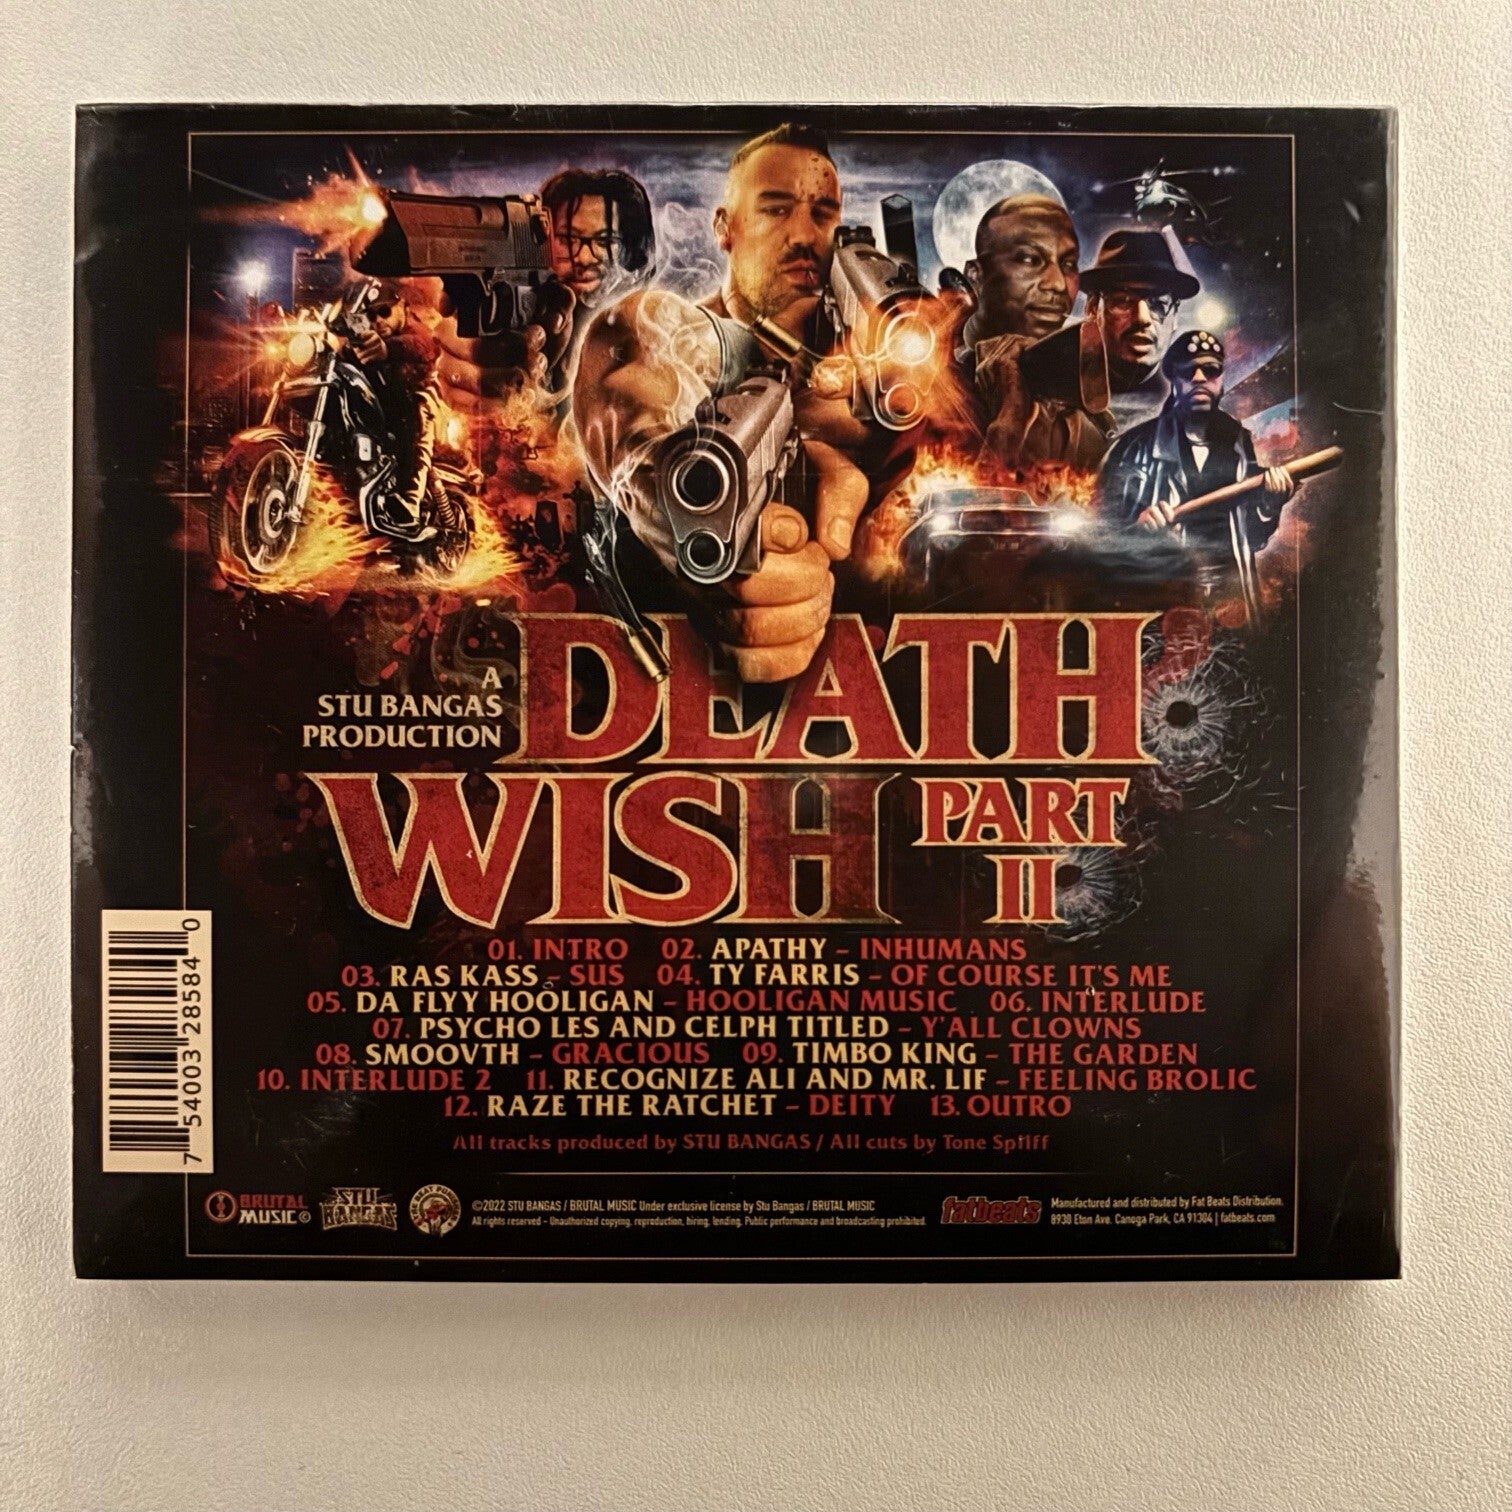 A
STU BANGAS
PRODUCTION
DEATH
WISH PART
II
01. INTRO 02. APATHY – INHUMANS
03. RAS KASS – SUS 04. TY FARRIS – OF COURSE IT'S ME
05. DA FLYY HOOLIGAN – HOOLIGAN MUSIC 06. INTERLUDE
07. PSYCHO LES AND CELPH TITLED – Y'ALL CLOWNS
08. SMOOVTH – GRACIOUS 09. TIMBO KING – THE GARDEN
10. INTERLUDE 2 11. RECOGNIZE ALI AND MR. LIF – FEELING BROLIC
12. RAZE THE RATCHET – DEITY 13. OUTRO
All tracks produced by STU BANGAS / All cuts by Tone Spliff
7 54003 28584 0
BRUTAL
MUSIC©
STU
BANGAS
©2022 STU BANGAS / BRUTAL MUSIC Under exclusive license by Stu Bangas / BRUTAL MUSIC
All rights reserved - Unauthorized copying, reproduction, hiring, lending, Public performance and broadcasting prohibited.
fatbeats
Manufactured and distributed by Fat Beats Distribution.
8930 Eton Ave. Canoga Park, CA 91304 | fatbeats.com